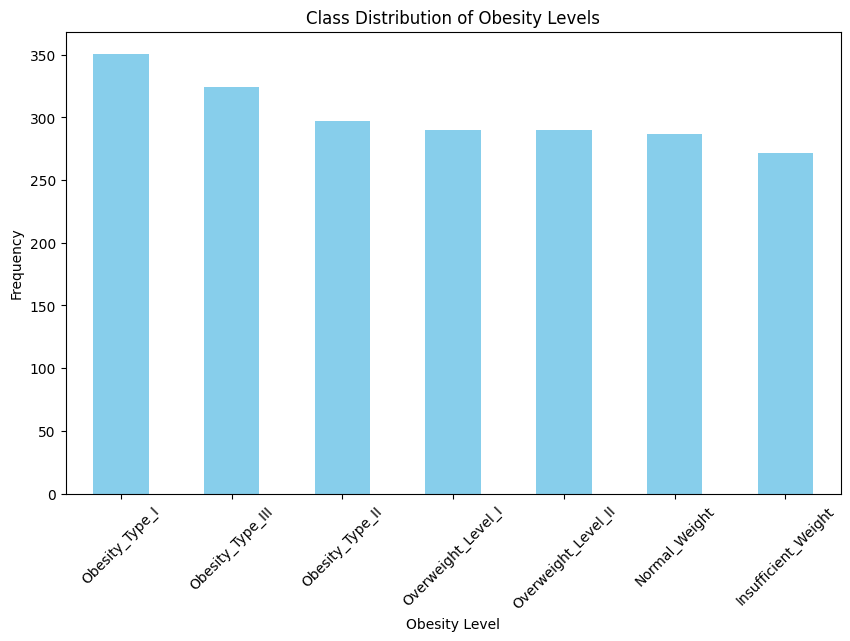 Class Distribution of Obesity Levels
Frequency
350
300
250
200
150
100
50
0
Obesity_Type_I
Obesity_Type_III
Obesity_Type_II
Overweight_Level_I
Overweight_Level_II
Normal_Weight
Insufficient_Weight
Obesity Level